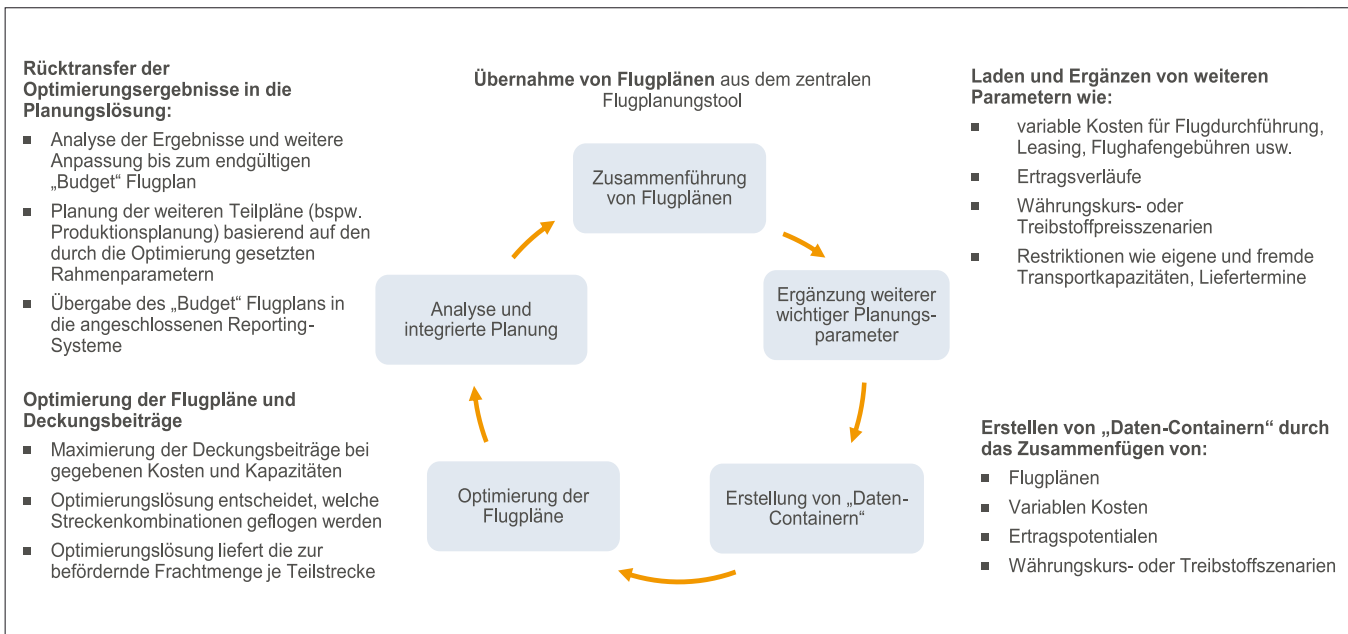 Rücktransfer der
Optimierungsergebnisse in die
Planungslösung:
■ Analyse der Ergebnisse und weitere
Anpassung bis zum endgültigen
„Budget“ Flugplan
■ Planung der weiteren Teilpläne (bspw.
Produktionsplanung) basierend auf den
durch die Optimierung gesetzten
Rahmenparametern
■ Übergabe des „Budget“ Flugplans in
die angeschlossenen Reporting-
Systeme
Optimierung der Flugpläne und
Deckungsbeiträge
■ Maximierung der Deckungsbeiträge bei
gegebenen Kosten und Kapazitäten
■ Optimierungslösung entscheidet, welche
Streckenkombinationen geflogen werden
■ Optimierungslösung liefert die zur
befördernde Frachtmenge je Teilstrecke
Übernahme von Flugplänen aus dem zentralen
Flugplanungstool
Zusammenführung
von Flugplänen
Ergänzung weiterer
wichtiger Planungs-
parameter
Erstellung von „Daten-
Containern“
Optimierung der
Flugpläne
Analyse und
integrierte Planung
Laden und Ergänzen von weiteren
Parametern wie:
■ variable Kosten für Flugdurchführung,
Leasing, Flughafengebühren usw.
■ Ertragsverläufe
■ Währungkurs- oder
Treibstoffpreisszenarien
■ Restriktionen wie eigene und fremde
Transportkapazitäten, Liefertermine
Erstellen von „Daten-Containern“ durch
das Zusammenfügen von:
■ Flugplänen
■ Variablen Kosten
■ Ertragspotentialen
■ Währungskurs- oder Treibstoffszenarien